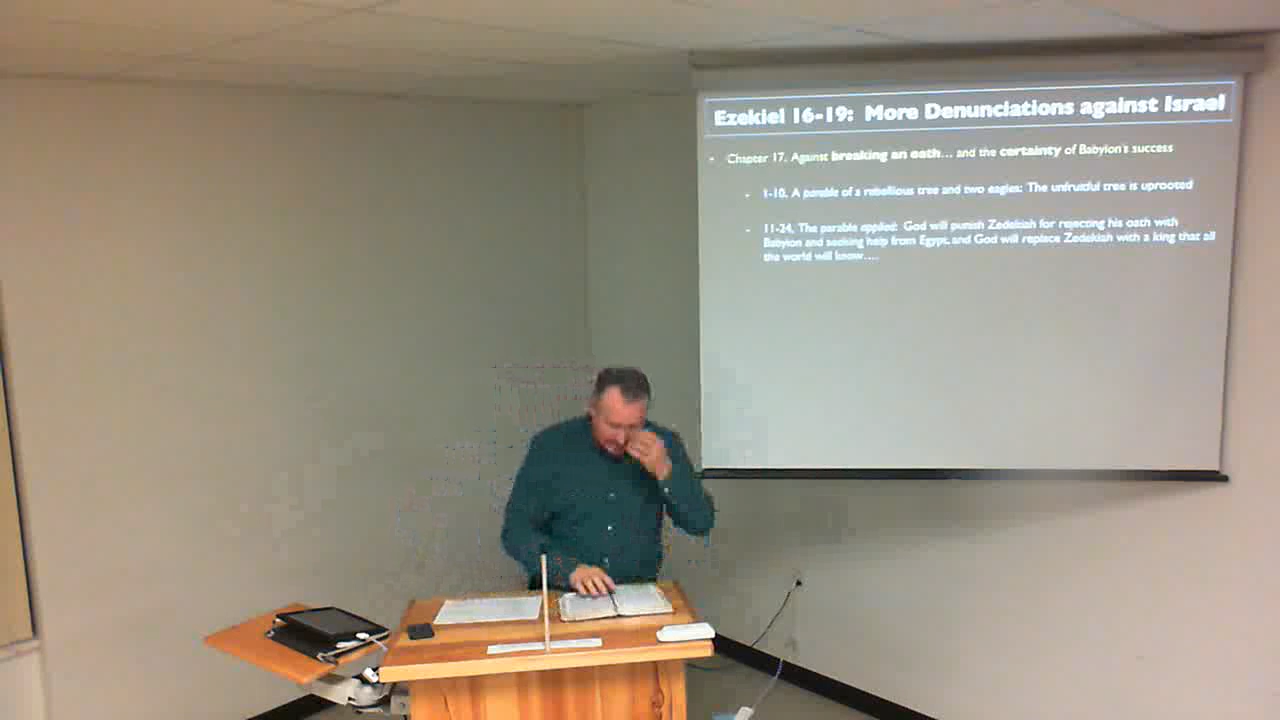 Ezekiel 16-19: More Denunciations against Israel
Chapter 17. Against breaking an oath... and the certainty of Babylon's success
1-10. A parable of a rebellious tree and two eagles: The unfruitful tree is uprooted
11-24. The parable applied: God will punish Zedekiah for rejecting his oath with
Babylon and seeking help from Egypt, and God will replace Zedekiah with a king that all
the world will know....